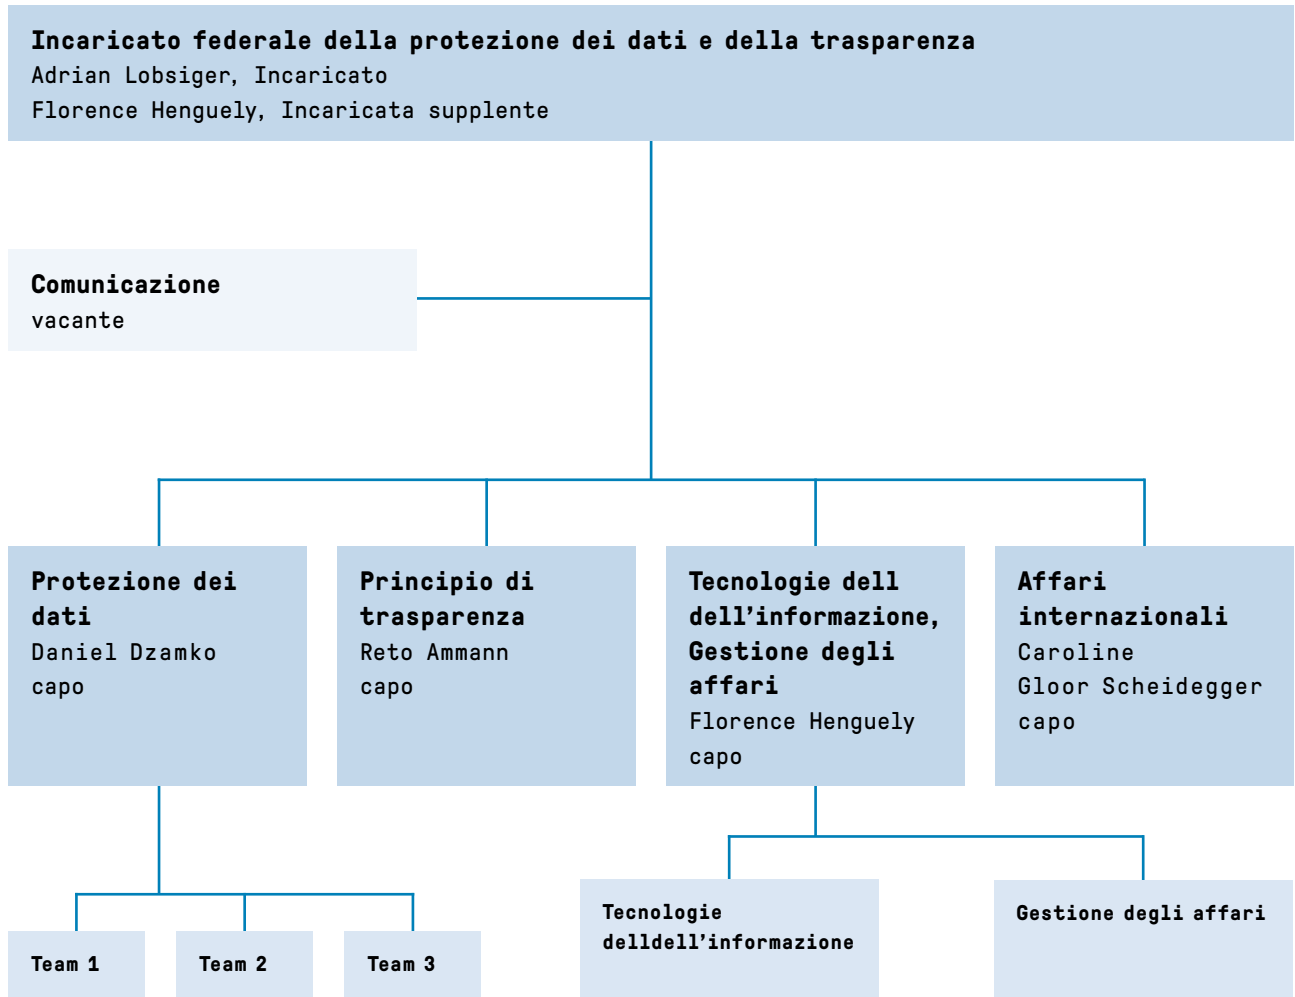 Incaricato federale della protezione dei dati e della trasparenza
Adrian Lobsiger, Incaricato
Florence Henguely, Incaricata supplente
Comunicazione
vacante
Protezione dei
dati
Daniel Dzamko
capo
Principio di
trasparenza
Reto Ammann
capo
Tecnologie dell
dell’informazione,
Gestione degli
affari
Florence Henguely
capo
Affari
internazionali
Caroline
Gloor Scheidegger
capo
Team 1
Team 2
Team 3
Tecnologie
delldell’informazione
Gestione degli affari